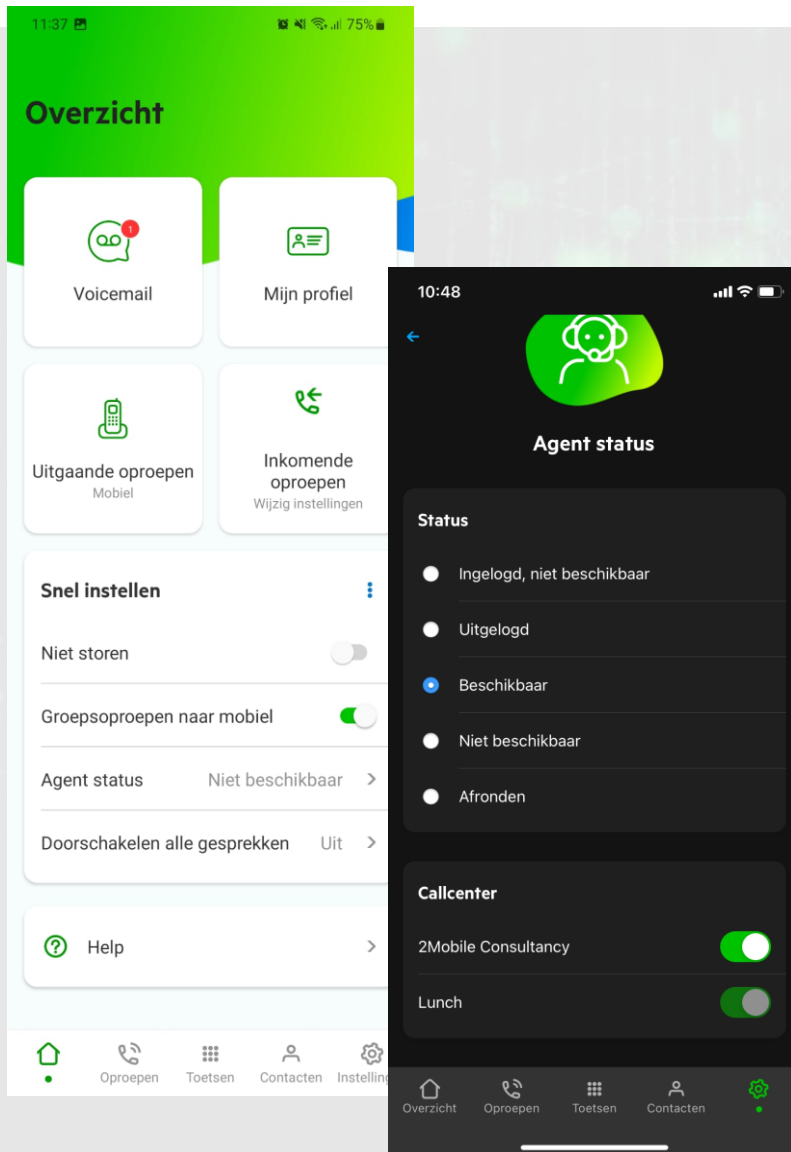 11:37
75%
Overzicht
1
Voicemail
Mijn profiel
Uitgaande oproepen
Mobiel
Inkomende
oproepen
Wijzig instellingen
Snel instellen
Niet storen
Groepsoproepen naar mobiel
Agent status Niet beschikbaar
Doorschakelen alle gesprekken Uit
Help
Oproepen Toetsen Contacten Instelling
10:48
Agent status
Status
Ingelogd, niet beschikbaar
Uitgelogd
Beschikbaar
Niet beschikbaar
Afronden
Callcenter
2Mobile Consultancy
Lunch
Overzicht Oproepen Toetsen Contacten